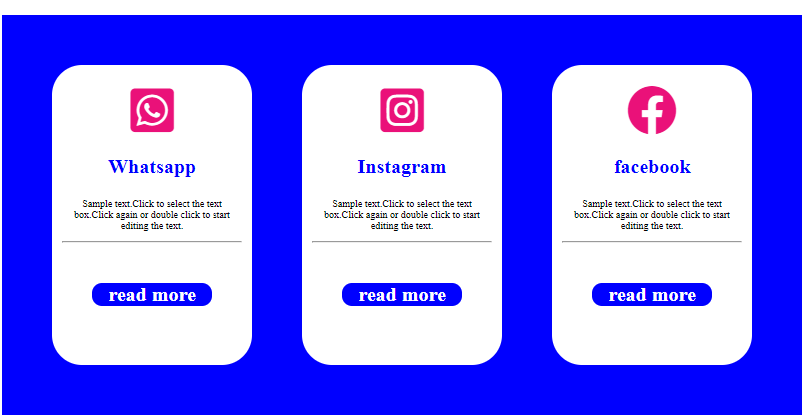 Whatsapp
Sample text.Click to select the text
box.Click again or double click to start
editing the text.
read more
Instagram
Sample text.Click to select the text
box.Click again or double click to start
editing the text.
read more
facebook
Sample text.Click to select the text
box.Click again or double click to start
editing the text.
read more